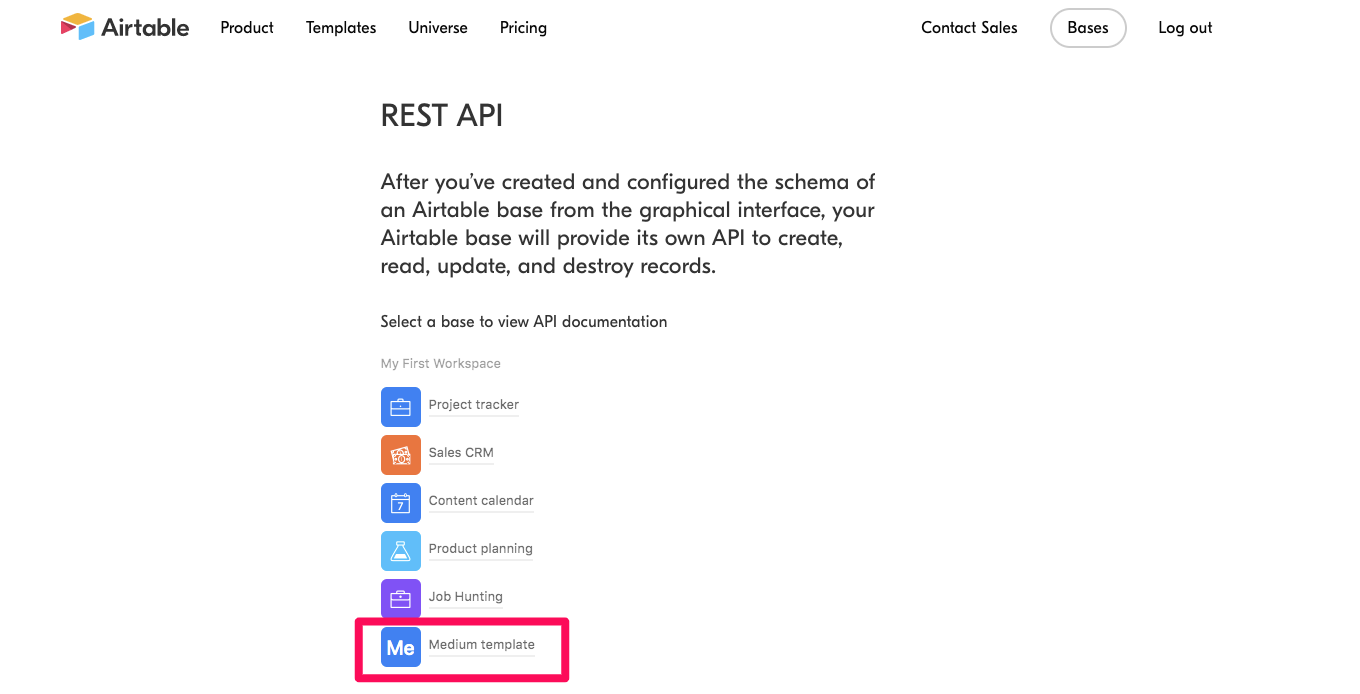 Airtable Product Templates Universe Pricing Contact Sales Bases Log out
REST API
After you’ve created and configured the schema of
an Airtable base from the graphical interface, your
Airtable base will provide its own API to create,
read, update, and destroy records.
Select a base to view API documentation
My First Workspace
Project tracker
Sales CRM
7 Content calendar
Product planning
Job Hunting
Me Medium template